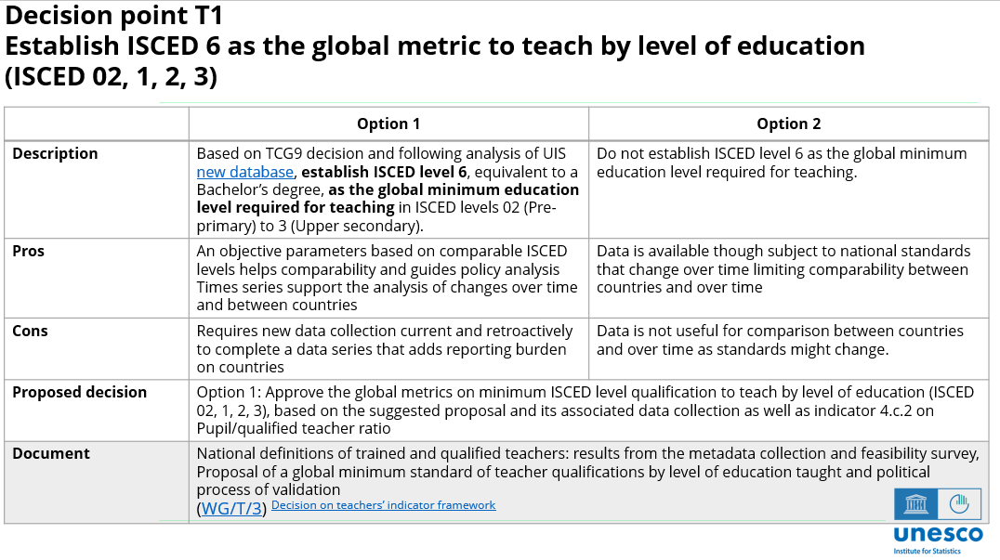 Decision point T1
Establish ISCED 6 as the global metric to teach by level of education
(ISCED 02, 1, 2, 3)
Option 1
Option 2
Description
Based on TCG9 decision and following analysis of UIS
new database, establish ISCED level 6, equivalent to a
Bachelor's degree, as the global minimum education
level required for teaching in ISCED levels 02 (Pre-
primary) to 3 (Upper secondary).
Do not establish ISCED level 6 as the global minimum
education level required for teaching.
Pros
An objective parameters based on comparable ISCED
levels helps comparability and guides policy analysis
Times series support the analysis of changes over time
and between countries
Data is available though subject to national standards
that change over time limiting comparability between
countries and over time
Cons
Requires new data collection current and retroactively
to complete a data series that adds reporting burden
on countries
Data is not useful for comparison between countries
and over time as standards might change.
Proposed decision
Option 1: Approve the global metrics on minimum ISCED level qualification to teach by level of education (ISCED
02, 1, 2, 3), based on the suggested proposal and its associated data collection as well as indicator 4.c.2 on
Pupil/qualified teacher ratio
Document
National definitions of trained and qualified teachers: results from the metadata collection and feasibility survey,
Proposal of a global minimum standard of teacher qualifications by level of education taught and political
process of validation
(WG/T/3) Decision on teachers' indicator framework
unesco
Institute for Statistics